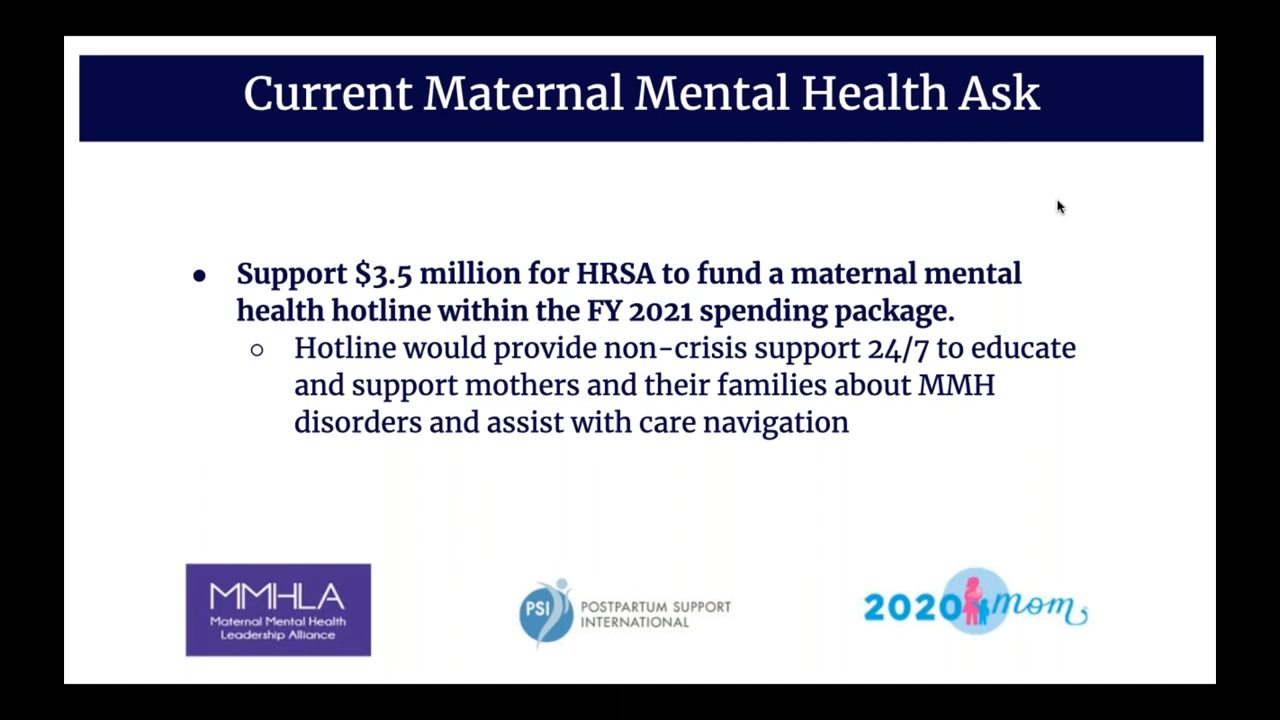 Current Maternal Mental Health Ask
● Support $3.5 million for HRSA to fund a maternal mental
health hotline within the FY 2021 spending package.
○ Hotline would provide non-crisis support 24/7 to educate
and support mothers and their families about MMH
disorders and assist with care navigation
MMHLA
Maternal Mental Health
Leadership Alliance
PSI
POSTPARTUM SUPPORT
INTERNATIONAL
2020 mom